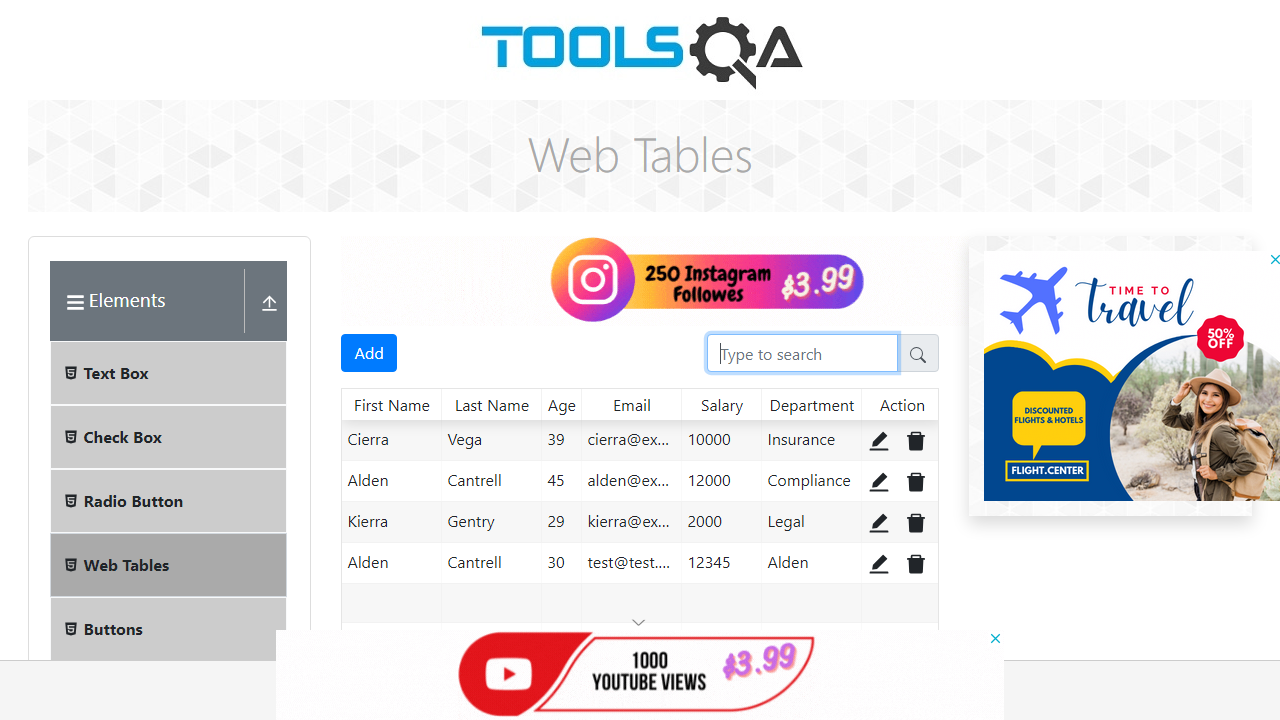 TOOLSQA
Web Tables
Elements
Text Box
Check Box
Radio Button
Web Tables
Buttons
250 Instagram
Followes
$3.99
Add
Type to search
First Name Last Name Age Email Salary Department Action
Cierra Vega 39 cierra@ex... 10000 Insurance
Alden Cantrell 45 alden@ex... 12000 Compliance
Kierra Gentry 29 kierra@ex... 2000 Legal
Alden Cantrell 30 test@test.... 12345 Alden
TIME TO
travel
50%
OFF
DISCOUNTED
FLIGHTS & HOTELS
FLIGHT.CENTER
1000
YOUTUBE VIEWS
$3.99